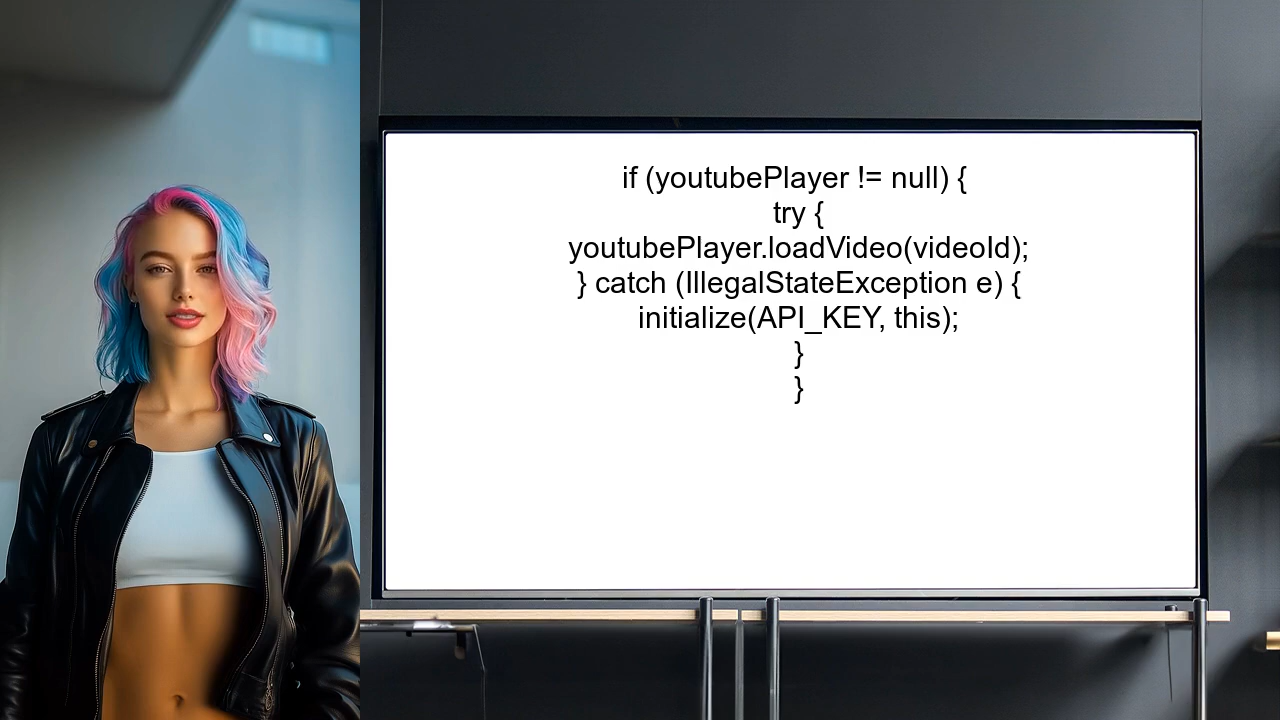 if (youtubePlayer != null) {
try {
youtubePlayer.loadVideo(videoId);
} catch (IllegalStateException e) {
initialize(API_KEY, this);
}
}